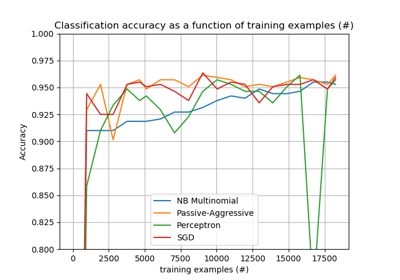 Classification accuracy as a function of training examples (#)
1.000
0.975
0.950
0.925
0.900
0.875
0.850
0.825
0.800
Accuracy
NB Multinomial
Passive-Aggressive
Perceptron
SGD
0 2500 5000 7500 10000 12500 15000 17500
training examples (#)